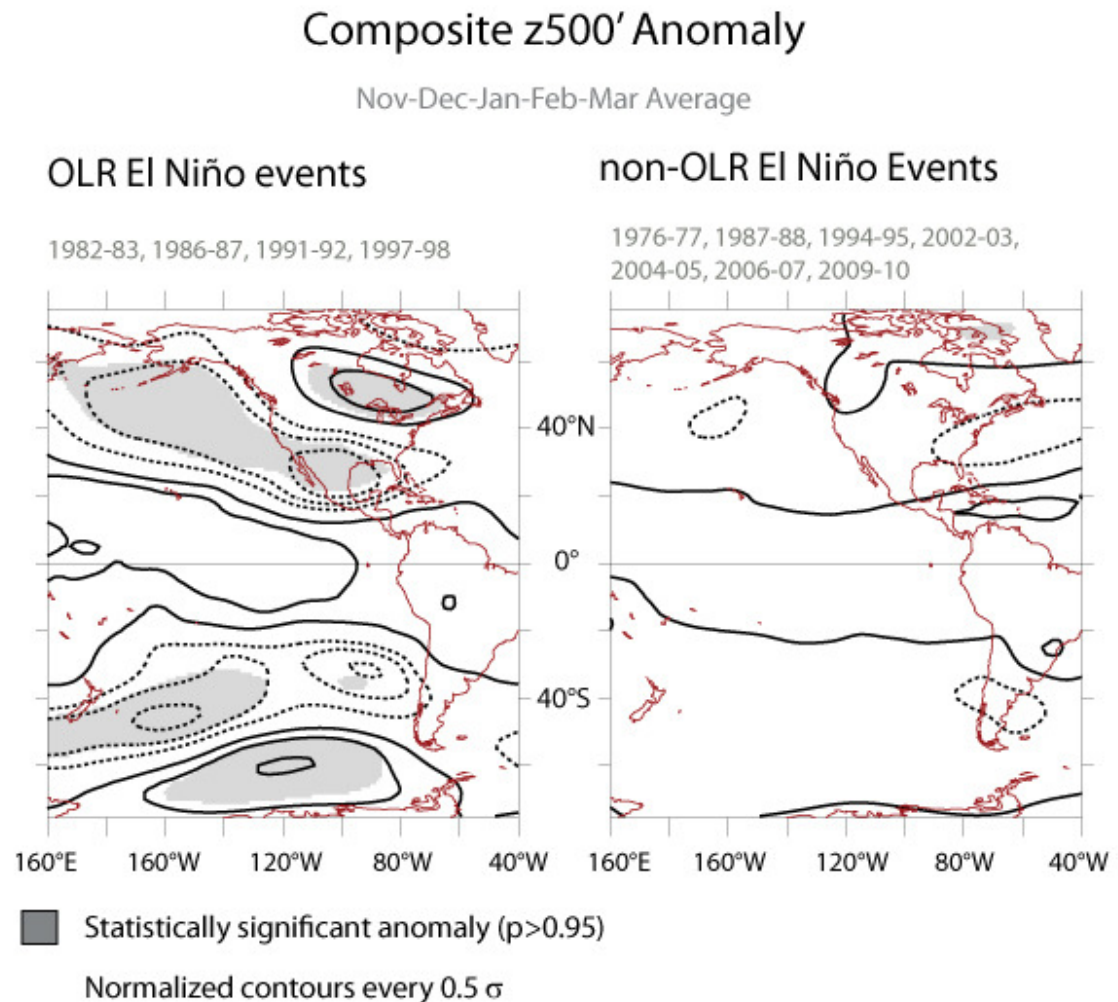 Composite z500' Anomaly
Nov-Dec-Jan-Feb-Mar Average
OLR El Niño events
1982-83, 1986-87, 1991-92, 1997-98
non-OLR El Niño Events
1976-77, 1987-88, 1994-95, 2002-03,
2004-05, 2006-07, 2009-10
40°N
0°
40°S
160°E 160°W 120°W 80°W 40°W
160°E 160°W 120°W 80°W 40°W
Statistically significant anomaly (p>0.95)
Normalized contours every 0.5 σ